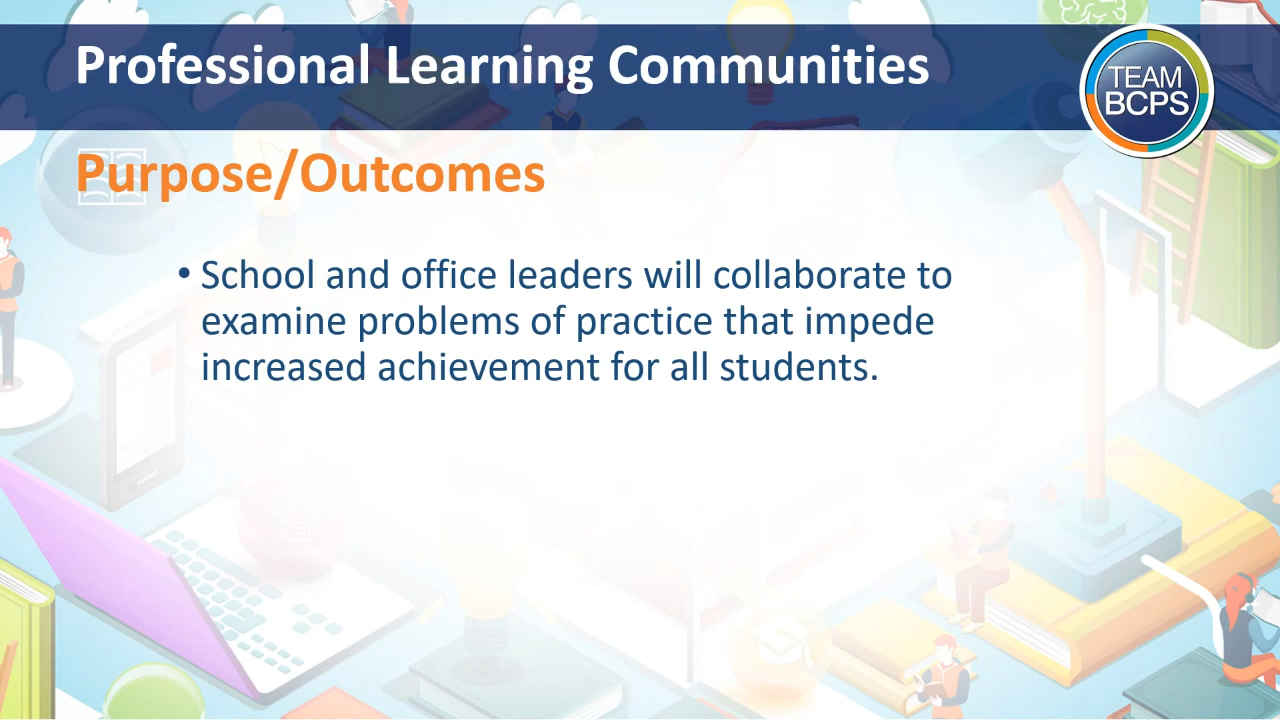 Professional Learning Communities
TEAM
BCPS
Purpose/Outcomes
• School and office leaders will collaborate to
examine problems of practice that impede
increased achievement for all students.